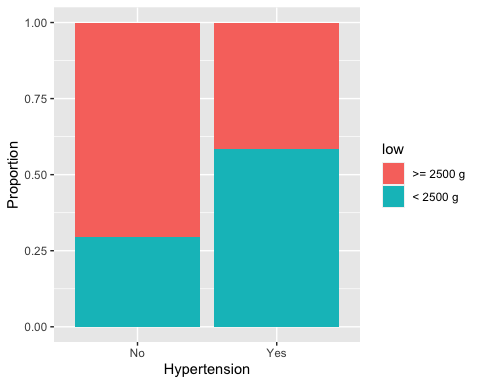 1.00
0.75
0.50
0.25
0.00
Proportion
No Yes
Hypertension
low
>= 2500 g
< 2500 g